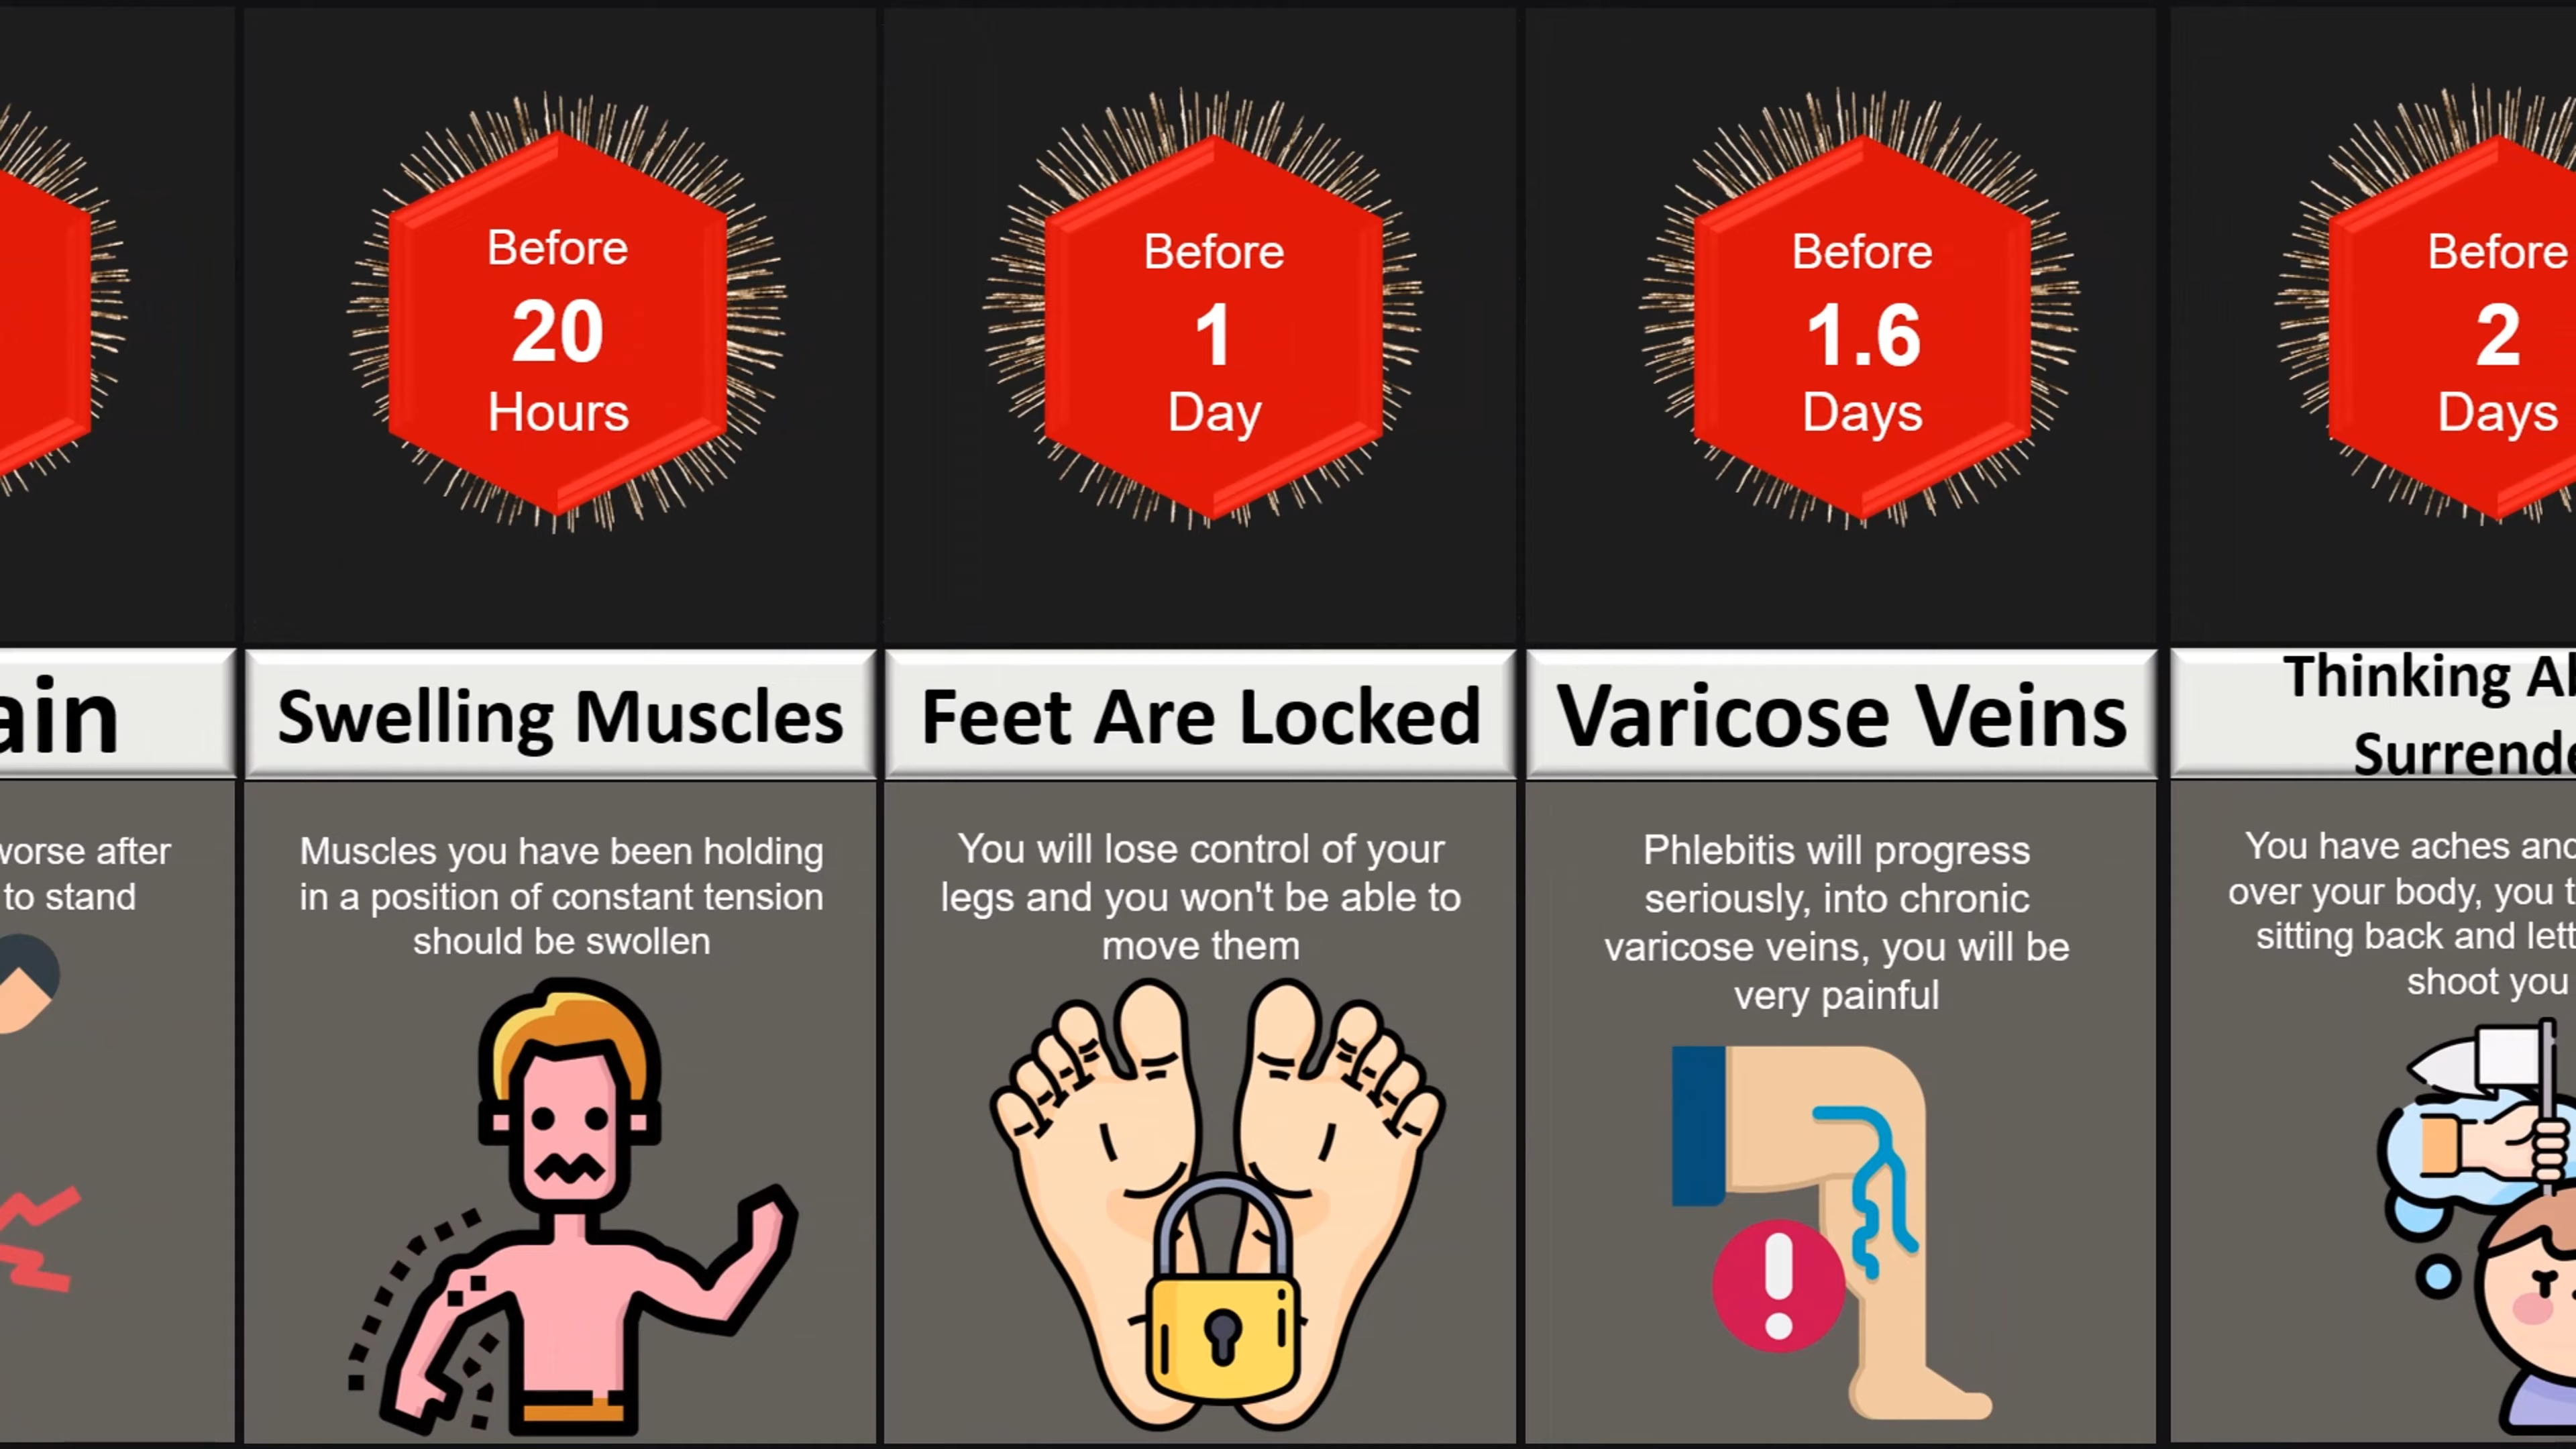 ain
worse after
to stand
Before
20
Hours
Swelling Muscles
Muscles you have been holding
in a position of constant tension
should be swollen
Before
1
Day
Feet Are Locked
You will lose control of your
legs and you won't be able to
move them
Before
1.6
Days
Varicose Veins
Phlebitis will progress
seriously, into chronic
varicose veins, you will be
very painful
Before
2
Days
Thinking Ab
Surrende
You have aches and
over your body, you t
sitting back and lett
shoot you